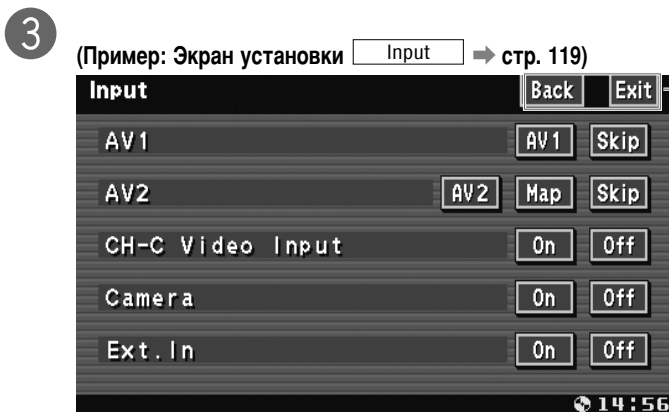 3
(Пример: Экран установки Input ➡ стр. 119)
Input Back Exit
AV1 AV1 Skip
AV2 AV2 Map Skip
CH-C Video Input On Off
Camera On Off
Ext.In On Off
14:56